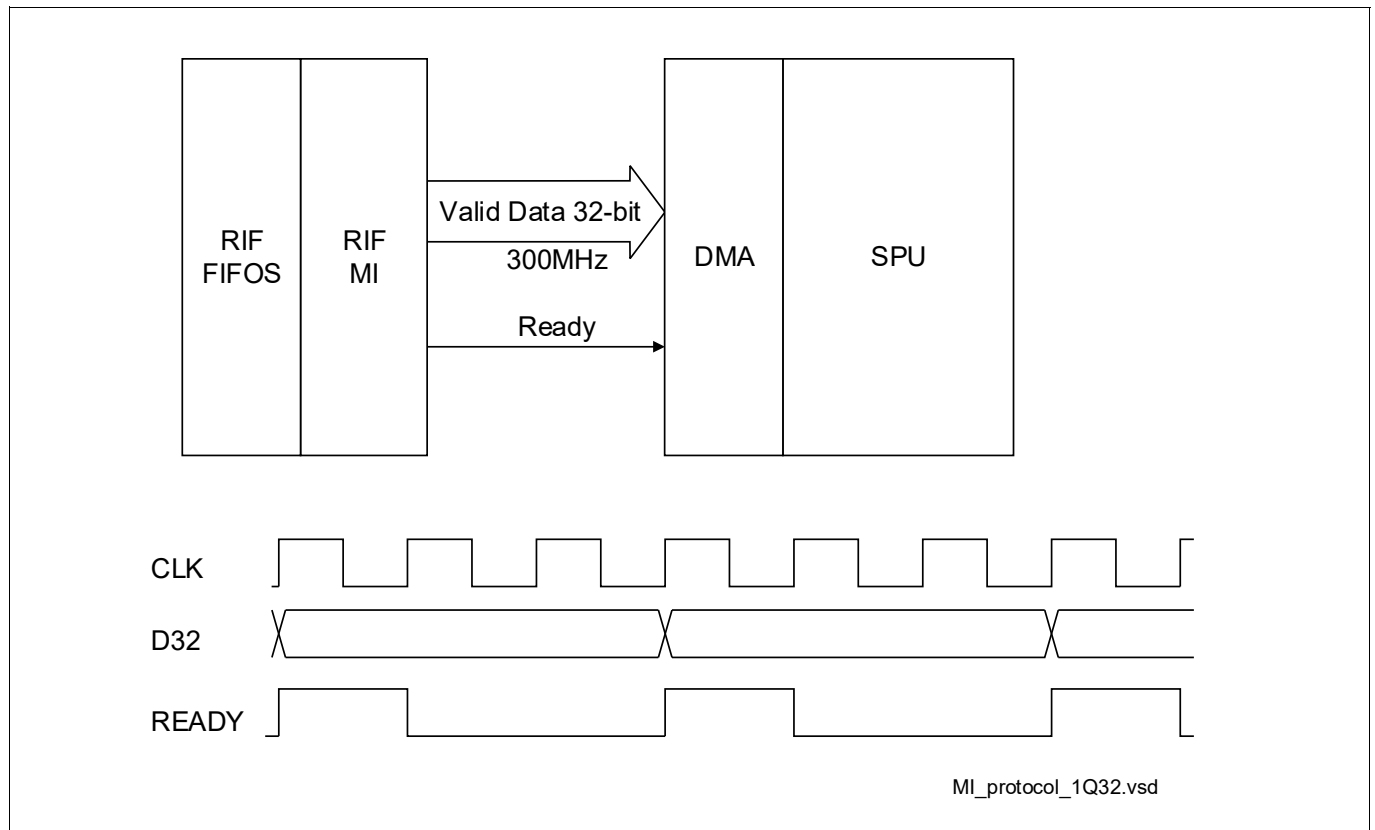 RIF
FIFOS
RIF
MI
Valid Data 32-bit
300MHz
Ready
DMA
SPU
CLK
D32
READY
MI_protocol_1Q32.vsd